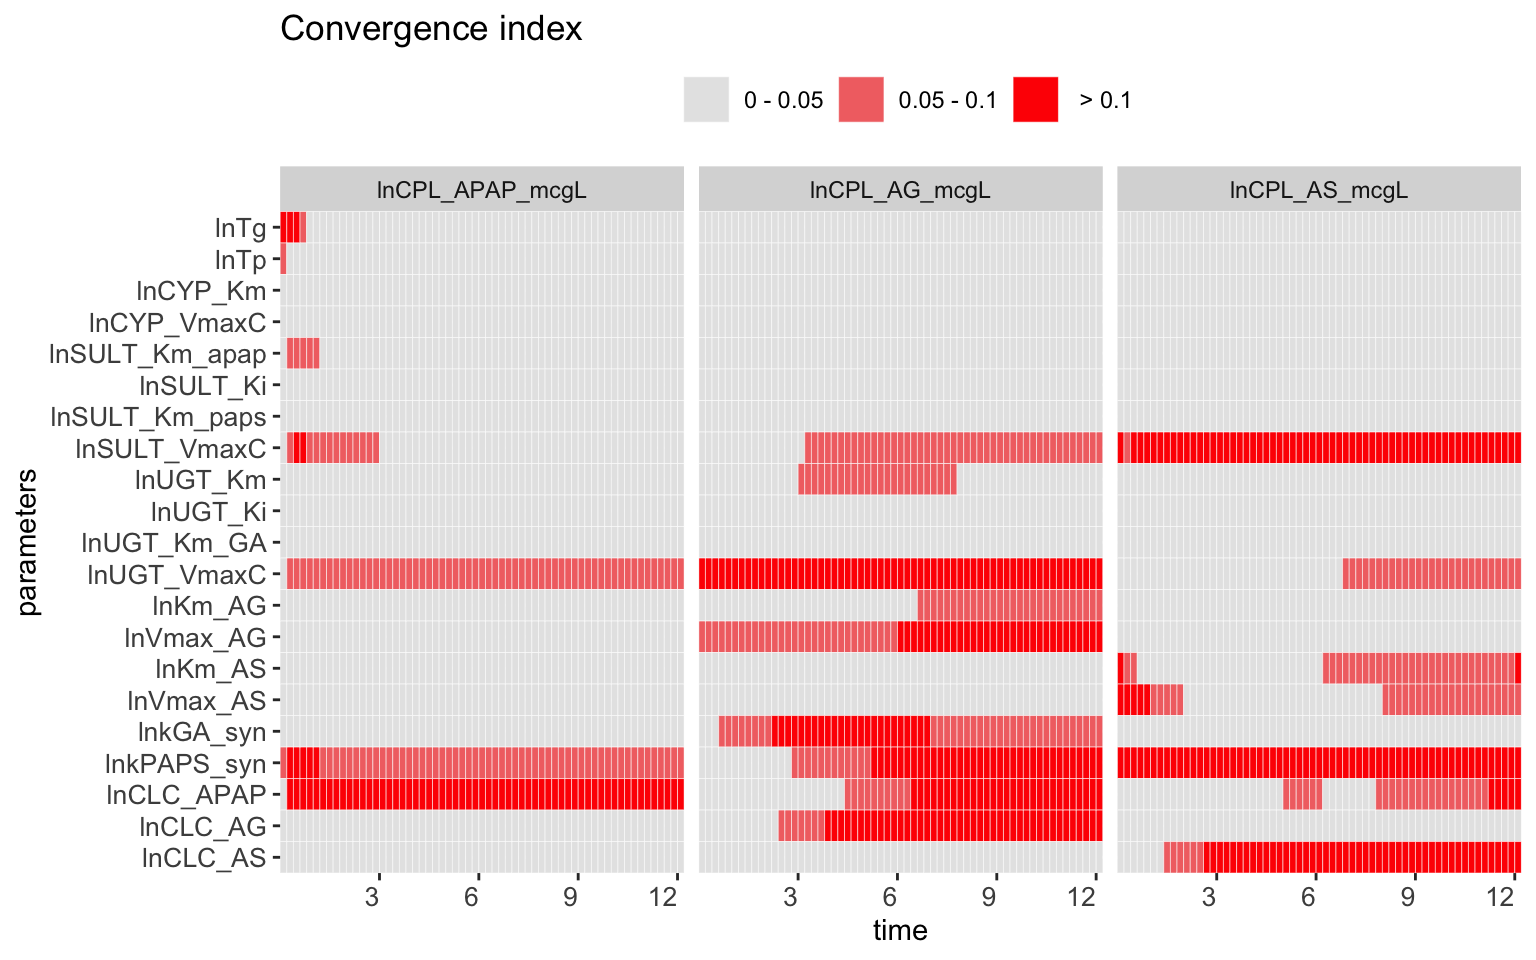 Convergence index
0 - 0.05 0.05 - 0.1 > 0.1
lnCPL_APAP_mcgL lnCPL_AG_mcgL lnCPL_AS_mcgL
parameters
lnTg
lnTp
lnCYP_Km
lnCYP_VmaxC
lnSULT_Km_apap
lnSULT_Ki
lnSULT_Km_paps
lnSULT_VmaxC
lnUGT_Km
lnUGT_Ki
lnUGT_Km_GA
lnUGT_VmaxC
lnKm_AG
lnVmax_AG
lnKm_AS
lnVmax_AS
lnkGA_syn
lnkPAPS_syn
lnCLC_APAP
lnCLC_AG
lnCLC_AS
3 6 9 12 3 6 9 12 3 6 9 12
time